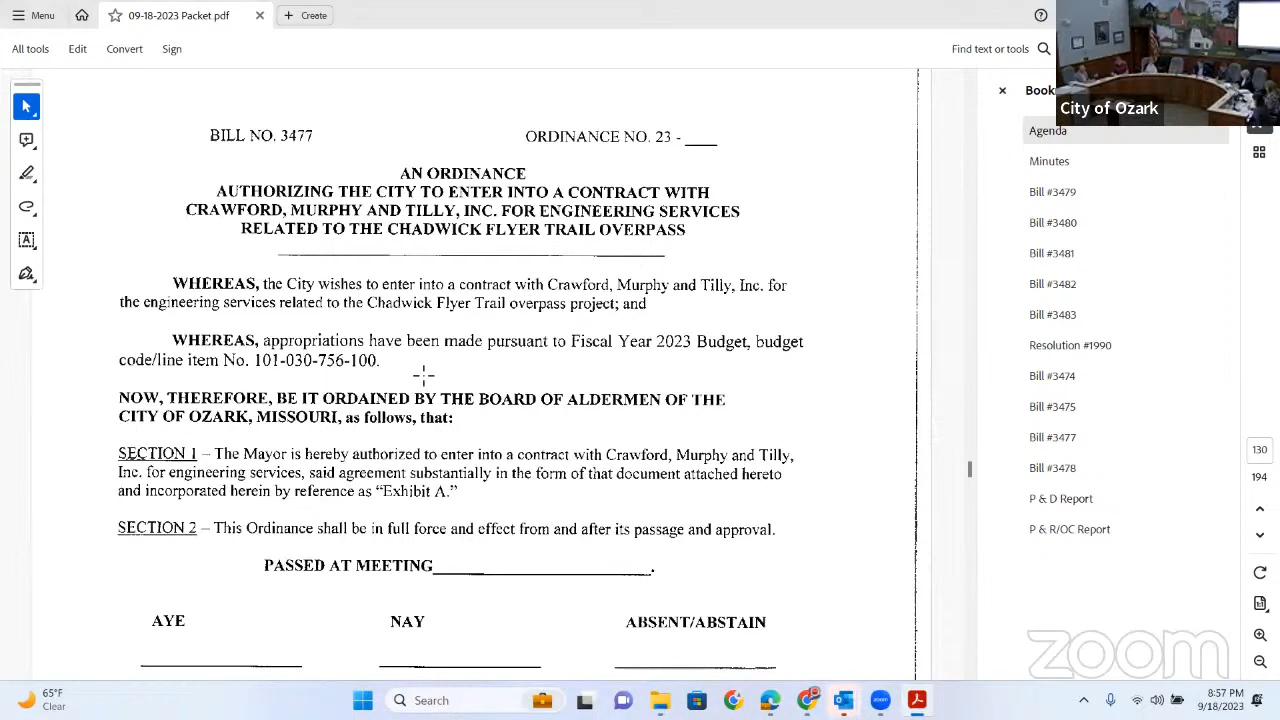 Menu
09-18-2023 Packet.pdf
Create
All tools
Edit
Convert
Sign
Find text or tools
City of Ozark
BILL NO. 3477
ORDINANCE NO. 23 - ____
AN ORDINANCE
AUTHORIZING THE CITY TO ENTER INTO A CONTRACT WITH
CRAWFORD, MURPHY AND TILLY, INC. FOR ENGINEERING SERVICES
RELATED TO THE CHADWICK FLYER TRAIL OVERPASS
WHEREAS, the City wishes to enter into a contract with Crawford, Murphy and Tilly, Inc. for
the engineering services related to the Chadwick Flyer Trail overpass project; and
WHEREAS, appropriations have been made pursuant to Fiscal Year 2023 Budget, budget
code/line item No. 101-030-756-100.
NOW, THEREFORE, BE IT ORDAINED BY THE BOARD OF ALDERMEN OF THE
CITY OF OZARK, MISSOURI, as follows, that:
SECTION 1 – The Mayor is hereby authorized to enter into a contract with Crawford, Murphy and Tilly,
Inc. for engineering services, said agreement substantially in the form of that document attached hereto
and incorporated herein by reference as “Exhibit A.”
SECTION 2 – This Ordinance shall be in full force and effect from and after its passage and approval.
PASSED AT MEETING____________________.
AYE
NAY
ABSENT/ABSTAIN
Book
Agenda
Minutes
Bill #3479
Bill #3480
Bill #3481
Bill #3482
Bill #3483
Resolution #1990
Bill #3474
Bill #3475
Bill #3477
Bill #3478
P & D Report
P & R/OC Report
130
194
zoom
65°F
Clear
Search
8:57 PM
9/18/2023